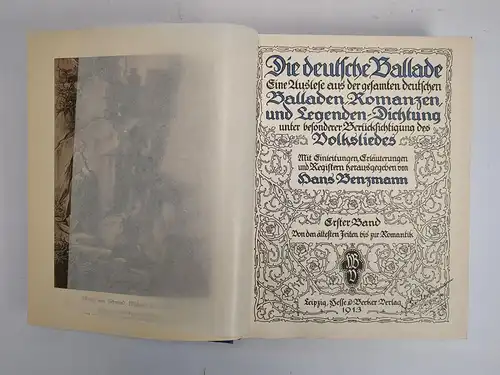 Die deutsche Ballade
Eine Auslese aus der gesamten deutschen
Balladen, Romanzen
und Legenden-Dichtung
unter besonderer Berücksichtigung des
Volksliedes
Mit Einleitungen, Erläuterungen
und Registern herausgegeben von
Hans Benzmann
Erster Band
Von den ältesten Zeiten bis zur Romantik
Leipzig, Hesse & Becker Verlag
1913